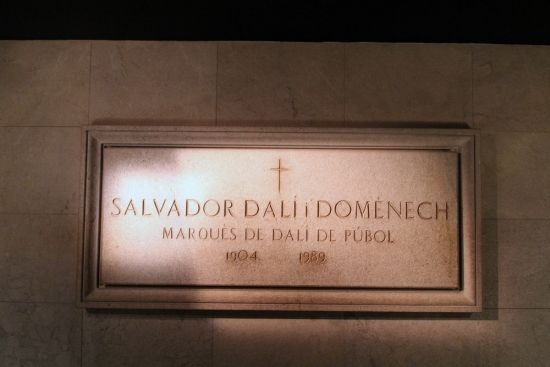 SALVADOR DALÍ i DOMÈNECH
MARQUÈS DE DALÍ DE PÚBOL
1904 1989